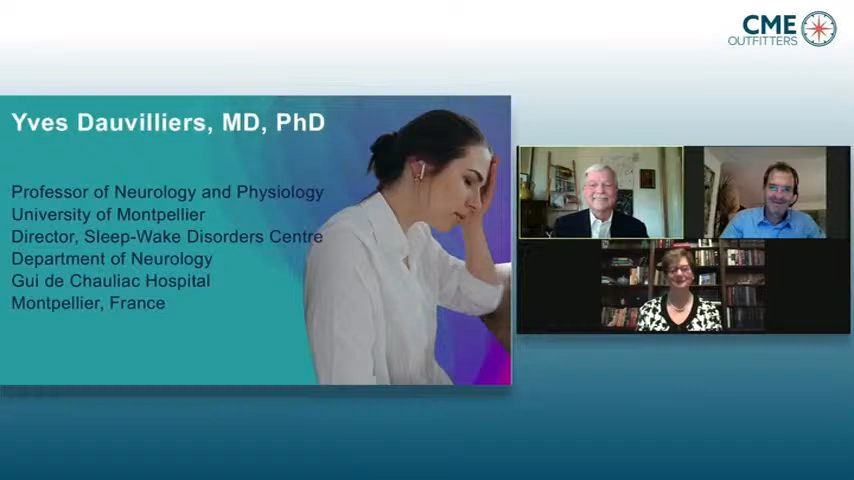 CME
OUTFITTERS
Yves Dauvilliers, MD, PhD
Professor of Neurology and Physiology
University of Montpellier
Director, Sleep-Wake Disorders Centre
Department of Neurology
Gui de Chauliac Hospital
Montpellier, France